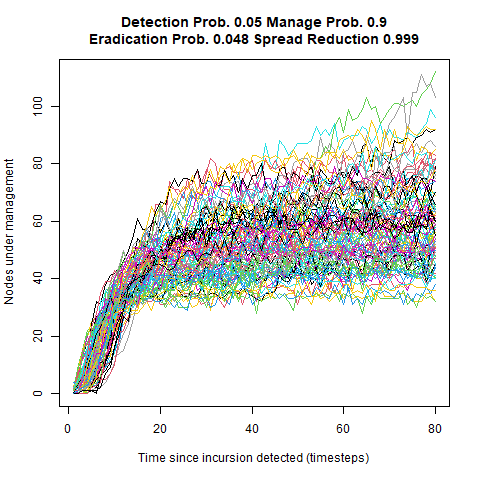 Detection Prob. 0.05 Manage Prob. 0.9
Eradication Prob. 0.048 Spread Reduction 0.999
Nodes under management
100
80
60
40
20
0
0 20 40 60 80
Time since incursion detected (timesteps)